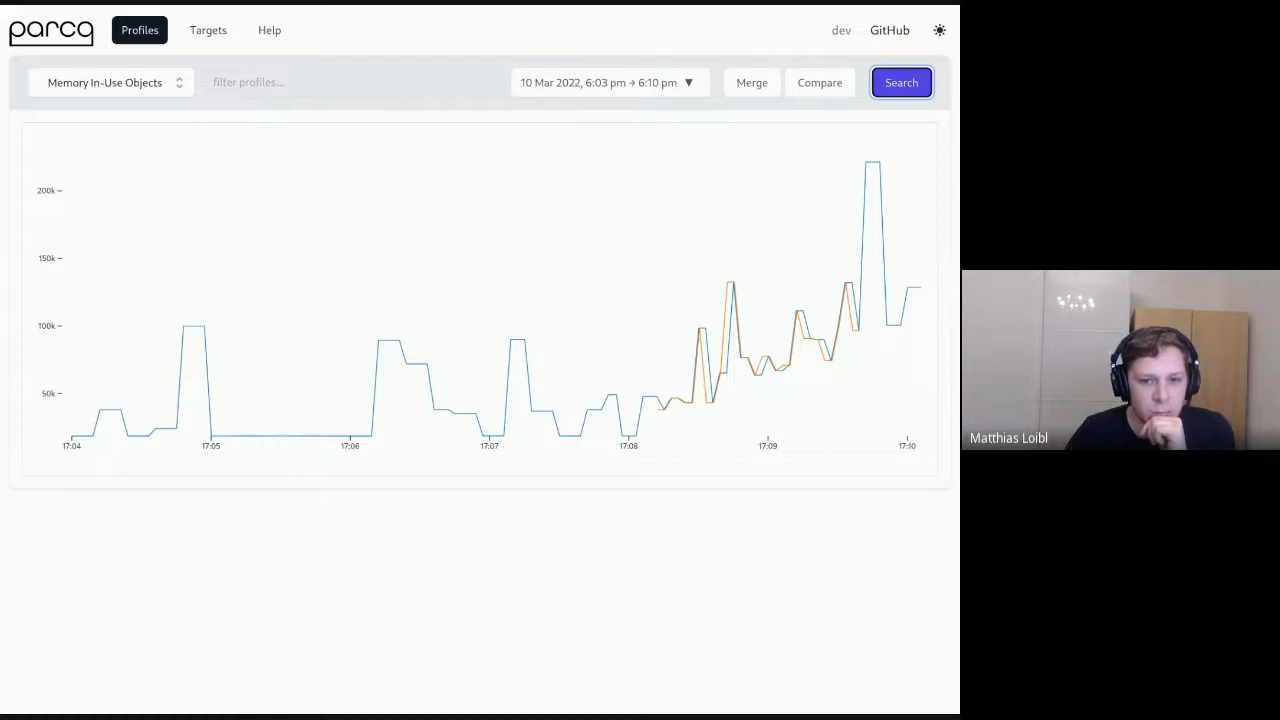 parca
Profiles
Targets
Help
dev
GitHub
Memory In-Use Objects
filter profiles...
10 Mar 2022, 6:03 pm → 6:10 pm ▼
Merge
Compare
Search
200k
150k
100k
50k
17:04
17:05
17:06
17:07
17:08
17:09
17:10
Matthias Loibl